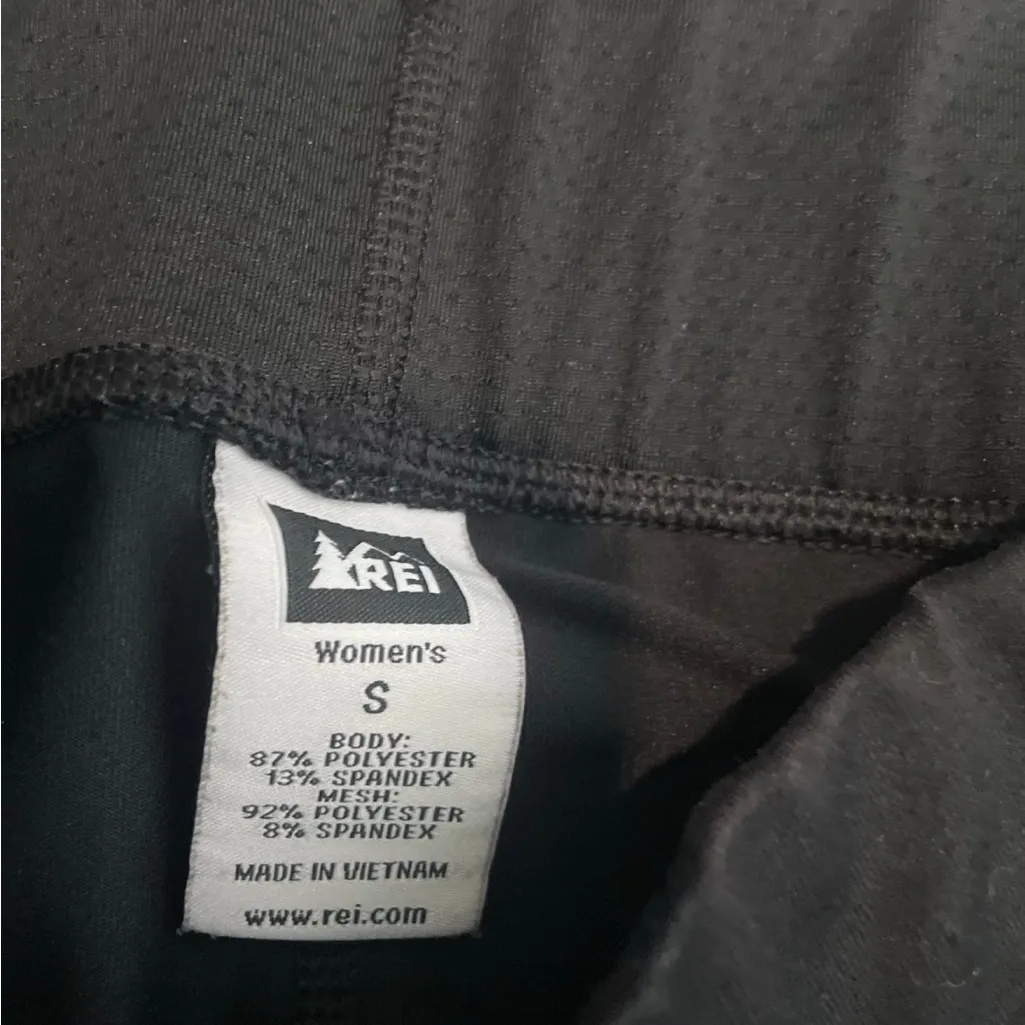 REI
Women's
S
BODY:
87% POLYESTER
13% SPANDEX
MESH:
92% POLYESTER
8% SPANDEX
MADE IN VIETNAM
www.rei.com